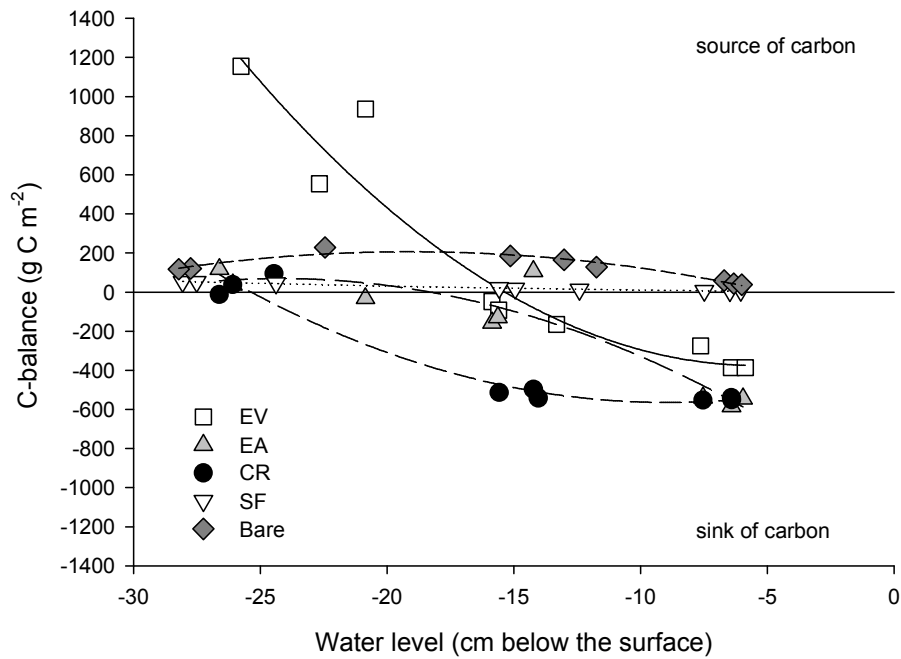 1400
1200
1000
800
600
400
200
0
-200
-400
-600
-800
-1000
-1200
-1400
C-balance (g C m⁻²)
source of carbon
EV
EA
CR
SF
Bare
sink of carbon
-30 -25 -20 -15 -10 -5 0
Water level (cm below the surface)